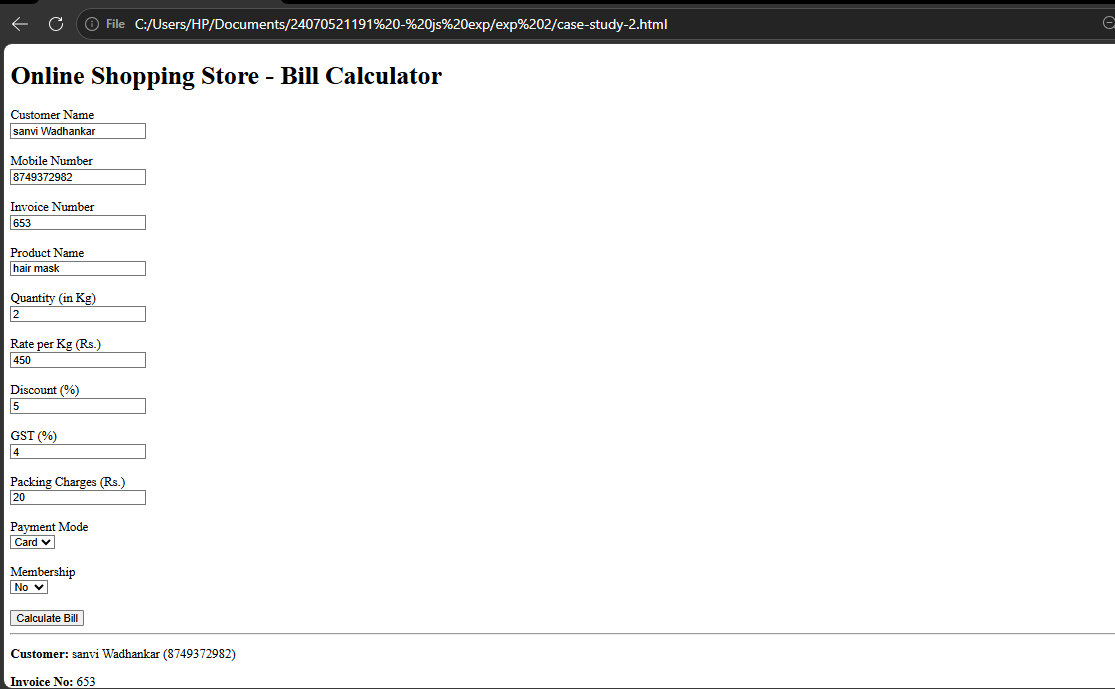 File C:/Users/HP/Documents/24070521191%20-%20js%20exp/exp%202/case-study-2.html
Online Shopping Store - Bill Calculator
Customer Name
sanvi Wadhankar
Mobile Number
8749372982
Invoice Number
653
Product Name
hair mask
Quantity (in Kg)
2
Rate per Kg (Rs.)
450
Discount (%)
5
GST (%)
4
Packing Charges (Rs.)
20
Payment Mode
Card
Membership
No
Calculate Bill
Customer: sanvi Wadhankar (8749372982)
Invoice No: 653